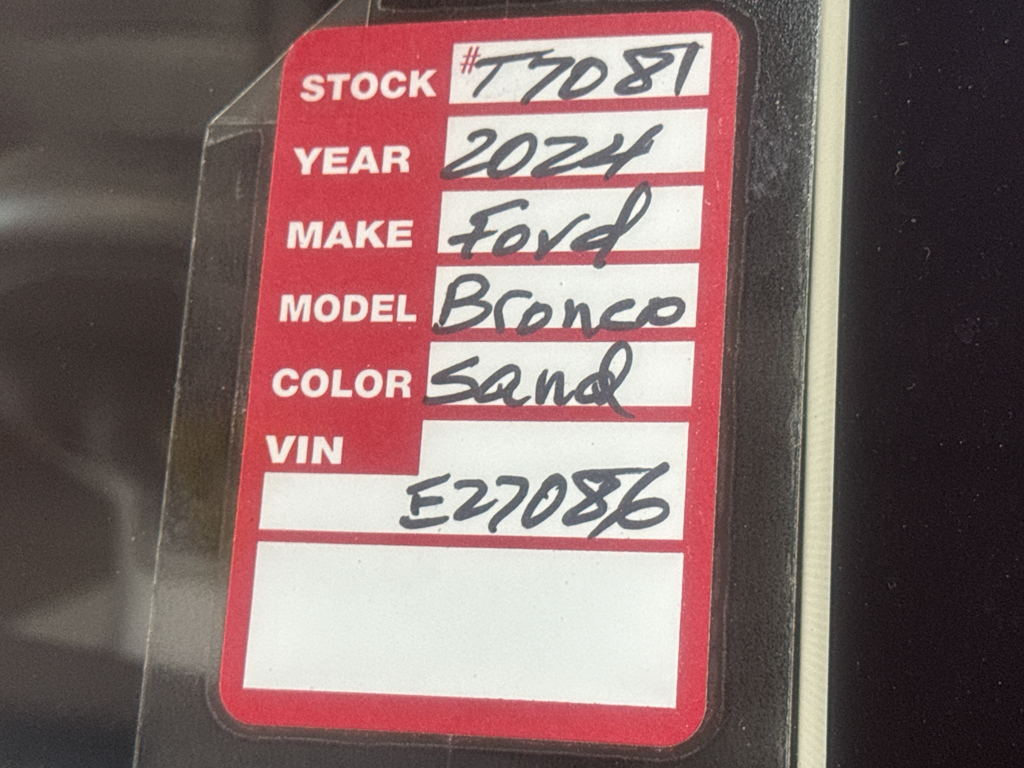 STOCK #T7081
YEAR 2024
MAKE Ford
MODEL Bronco
COLOR Sand
VIN
E27086